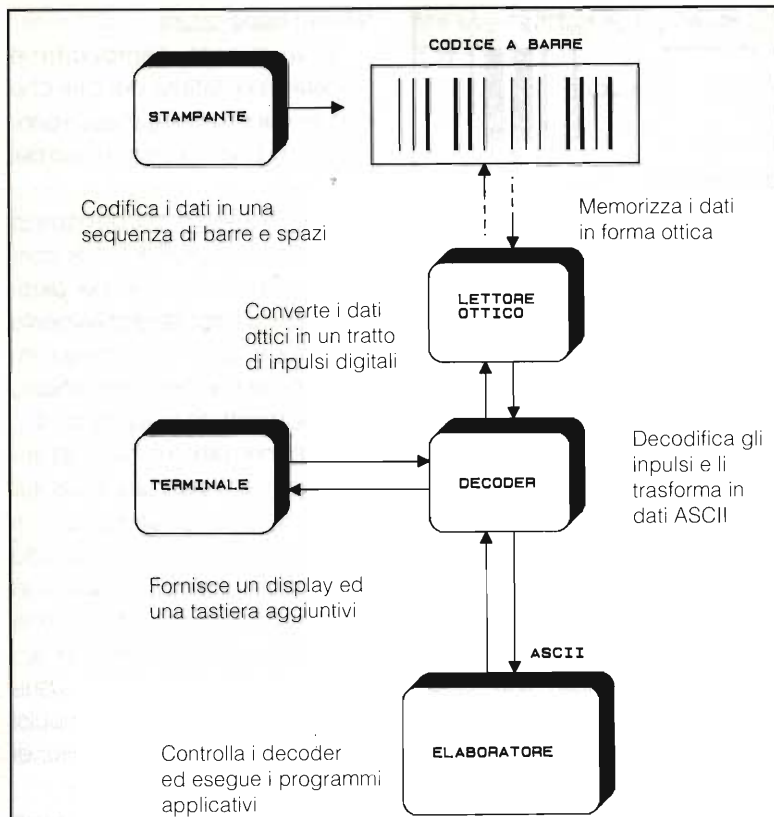 CODICE A BARRE
STAMPANTE
Codifica i dati in una
sequenza di barre e spazi
Memorizza i dati
in forma ottica
LETTORE
OTTICO
Converte i dati
ottici in un tratto
di inpulsi digitali
TERMINALE
DECODER
Decodifica gli
inpulsi e li
trasforma in
dati ASCII
Fornisce un display ed
una tastiera aggiuntivi
ASCII
ELABORATORE
Controlla i decoder
ed esegue i programmi
applicativi